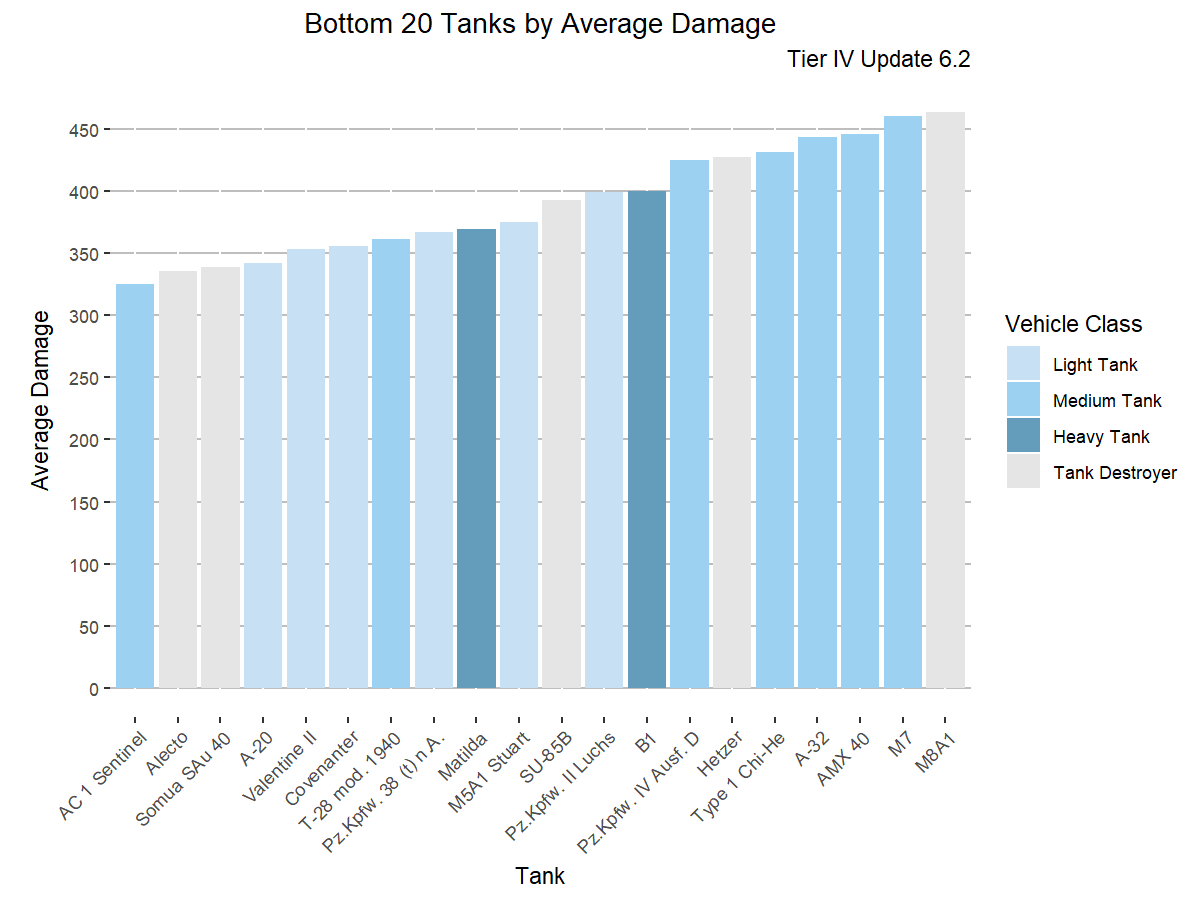 Bottom 20 Tanks by Average Damage
Tier IV Update 6.2
Average Damage
450
400
350
300
250
200
150
100
50
0
AC 1 Sentinel
Alecto
Somua SAu 40
A-20
Valentine II
Covenanter
T-28 mod. 1940
Pz.Kpfw. 38 (t) n.A.
Matilda
M5A1 Stuart
SU-85B
Pz.Kpfw. II Luchs
B1
Pz.Kpfw. IV Ausf. D
Hetzer
Type 1 Chi-He
A-32
AMX 40
M7
M8A1
Tank
Vehicle Class
Light Tank
Medium Tank
Heavy Tank
Tank Destroyer